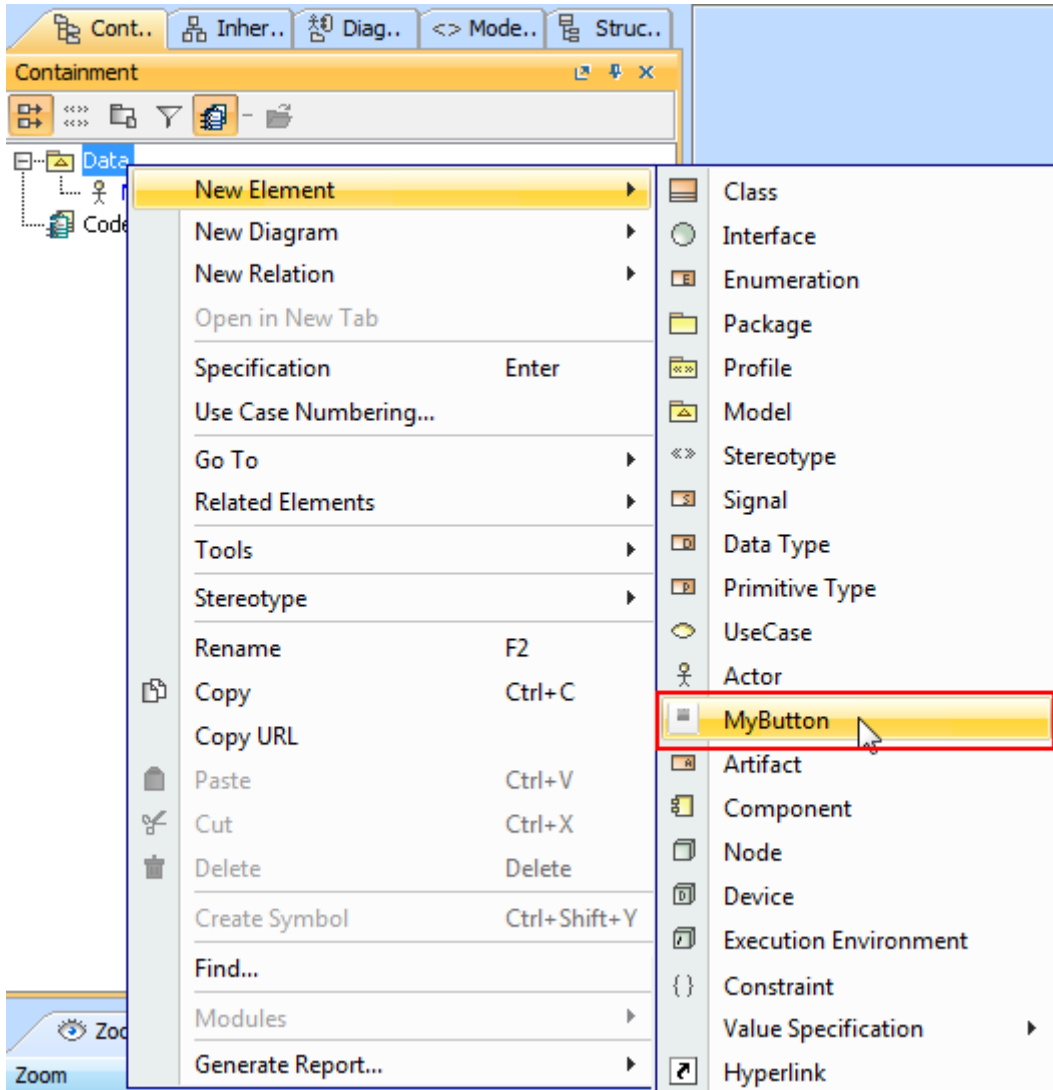 Cont..
Inher..
Diag..
<> Mode..
Struc..
Containment
Data
Code
New Element
New Diagram
New Relation
Open in New Tab
Specification Enter
Use Case Numbering...
Go To
Related Elements
Tools
Stereotype
Rename F2
Copy Ctrl+C
Copy URL
Paste Ctrl+V
Cut Ctrl+X
Delete Delete
Create Symbol Ctrl+Shift+Y
Find...
Modules
Generate Report...
Class
Interface
Enumeration
Package
Profile
Model
Stereotype
Signal
Data Type
Primitive Type
UseCase
Actor
MyButton
Artifact
Component
Node
Device
Execution Environment
{ } Constraint
Value Specification
Hyperlink
Zoo
Zoom